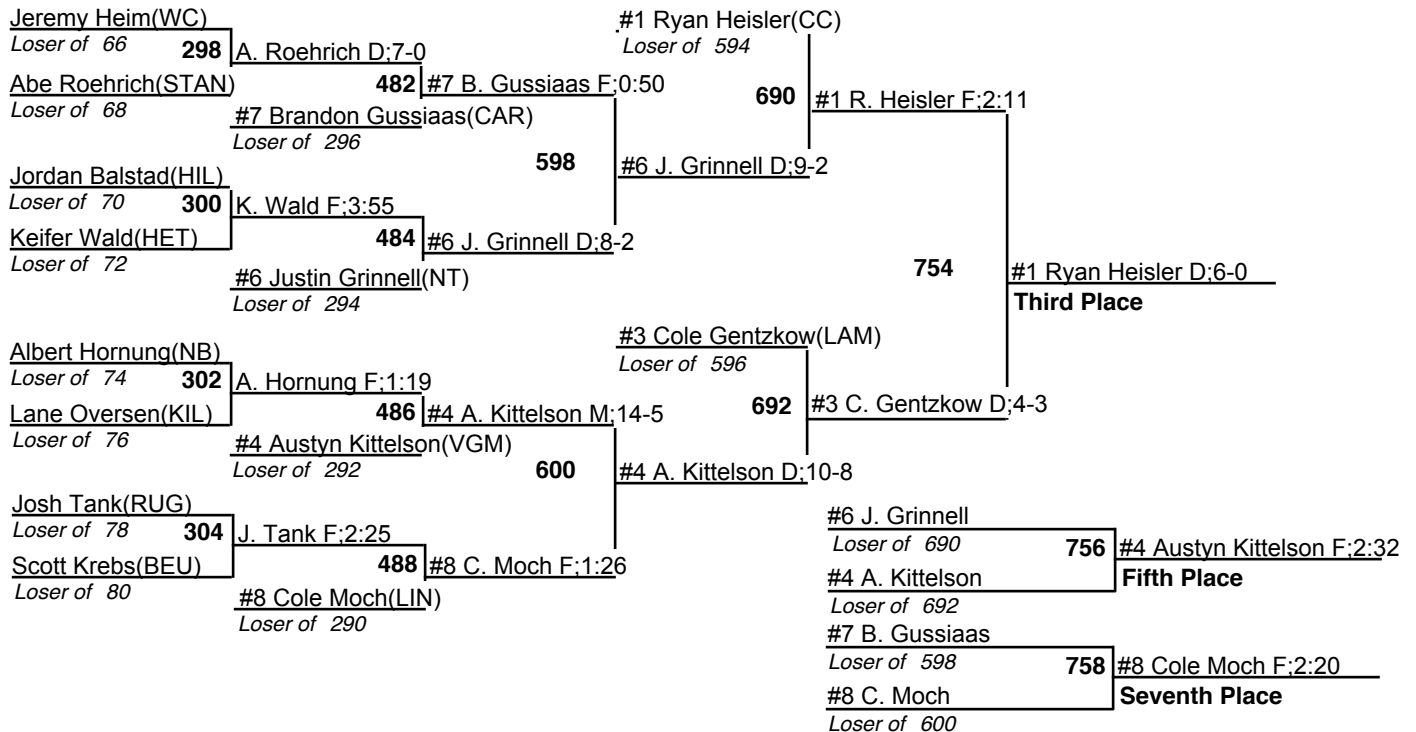 Jeremy Heim(WC)
Loser of 66
298
A. Roehrich D;7-0
Abe Roehrich(STAN)
Loser of 68
482
#7 B. Gussiaas F;0:50
#7 Brandon Gussiaas(CAR)
Loser of 296
598
#6 J. Grinnell D;9-2
Jordan Balstad(HIL)
Loser of 70
300
K. Wald F;3:55
Keifer Wald(HET)
Loser of 72
484
#6 J. Grinnell D;8-2
#6 Justin Grinnell(NT)
Loser of 294
#1 Ryan Heisler(CC)
Loser of 594
690
#1 R. Heisler F;2:11
754
#1 Ryan Heisler D;6-0
Third Place
Albert Hornung(NB)
Loser of 74
302
A. Hornung F;1:19
Lane Oversen(KIL)
Loser of 76
486
#4 A. Kittelson M;14-5
#4 Austyn Kittelson(VGM)
Loser of 292
600
#4 A. Kittelson D;10-8
Josh Tank(RUG)
Loser of 78
304
J. Tank F;2:25
Scott Krebs(BEU)
Loser of 80
488
#8 C. Moch F;1:26
#8 Cole Moch(LIN)
Loser of 290
#3 Cole Gentzkow(LAM)
Loser of 596
692
#3 C. Gentzkow D;4-3
#6 J. Grinnell
Loser of 690
756
#4 Austyn Kittelson F;2:32
#4 A. Kittelson
Fifth Place
Loser of 692
#7 B. Gussiaas
Loser of 598
758
#8 Cole Moch F;2:20
#8 C. Moch
Seventh Place
Loser of 600